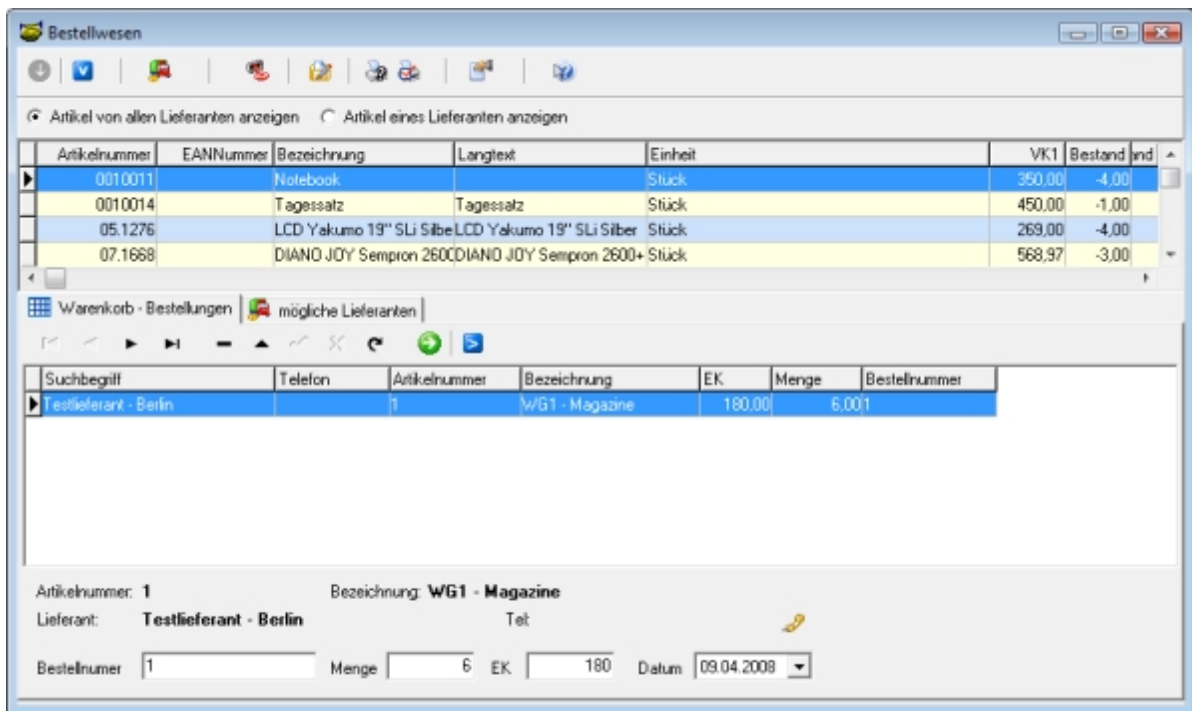 Bestellwesen
Artikel von allen Lieferanten anzeigen Artikel eines Lieferanten anzeigen
Artikelnummer EANNummer Bezeichnung Langtext Einheit VK1 Bestand and
0010011 Notebook Stück 350,00 -4,00
0010014 Tagessatz Tagessatz Stück 450,00 -1,00
05.1276 LCD Yakumo 19" SLi Silbe LCD Yakumo 19" SLi Silber Stück 269,00 -4,00
07.1668 DIANO JOY Sempron 2600 DIANO JOY Sempron 2600+ Stück 568,97 -3,00
Warenkorb - Bestellungen mögliche Lieferanten
Suchbegriff Telefon Artikelnummer Bezeichnung EK Menge Bestellnummer
Testlieferant - Berlin 1 WG1 - Magazine 180,00 6,00 1
Artikelnummer: 1 Bezeichnung: WG1 - Magazine
Lieferant: Testlieferant - Berlin Tel:
Bestellnumer 1 Menge 6 EK 180 Datum 09.04.2008